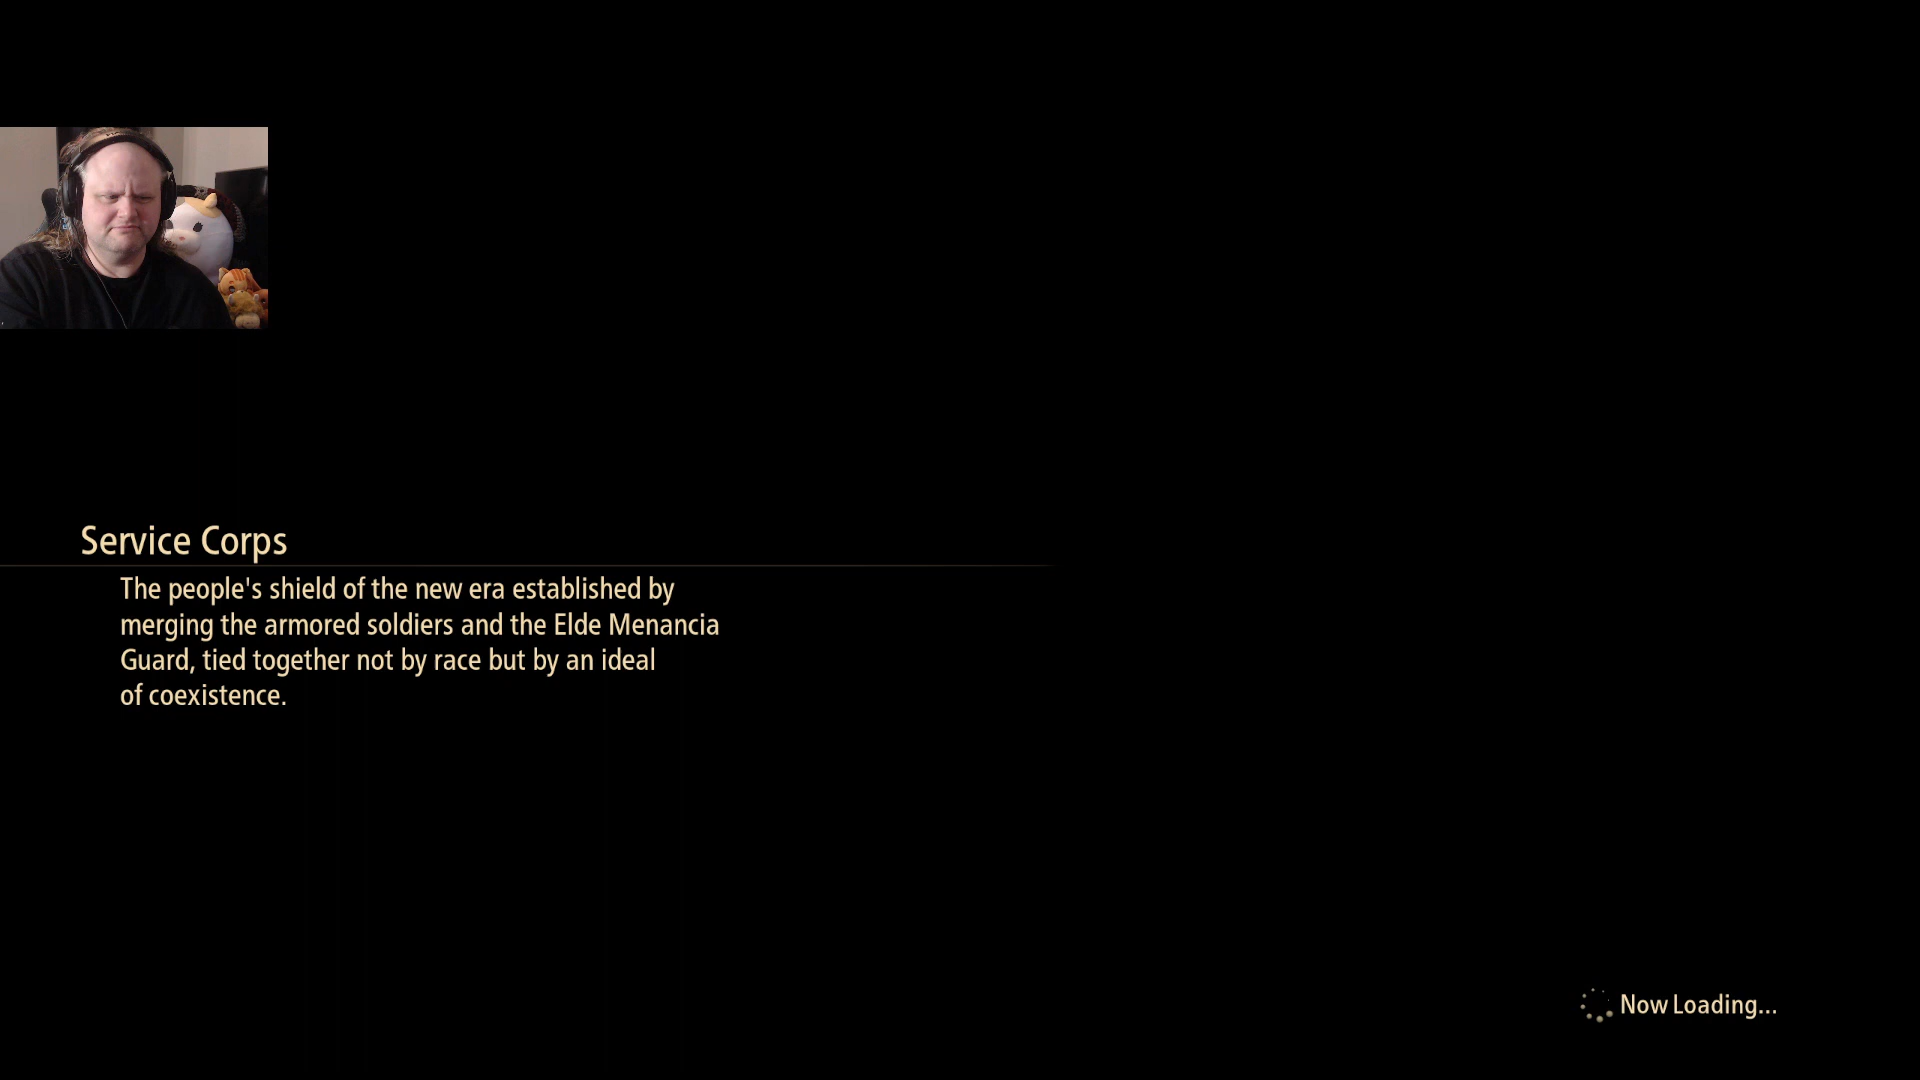 Service Corps
The people's shield of the new era established by
merging the armored soldiers and the Elde Menancia
Guard, tied together not by race but by an ideal
of coexistence.
Now Loading...